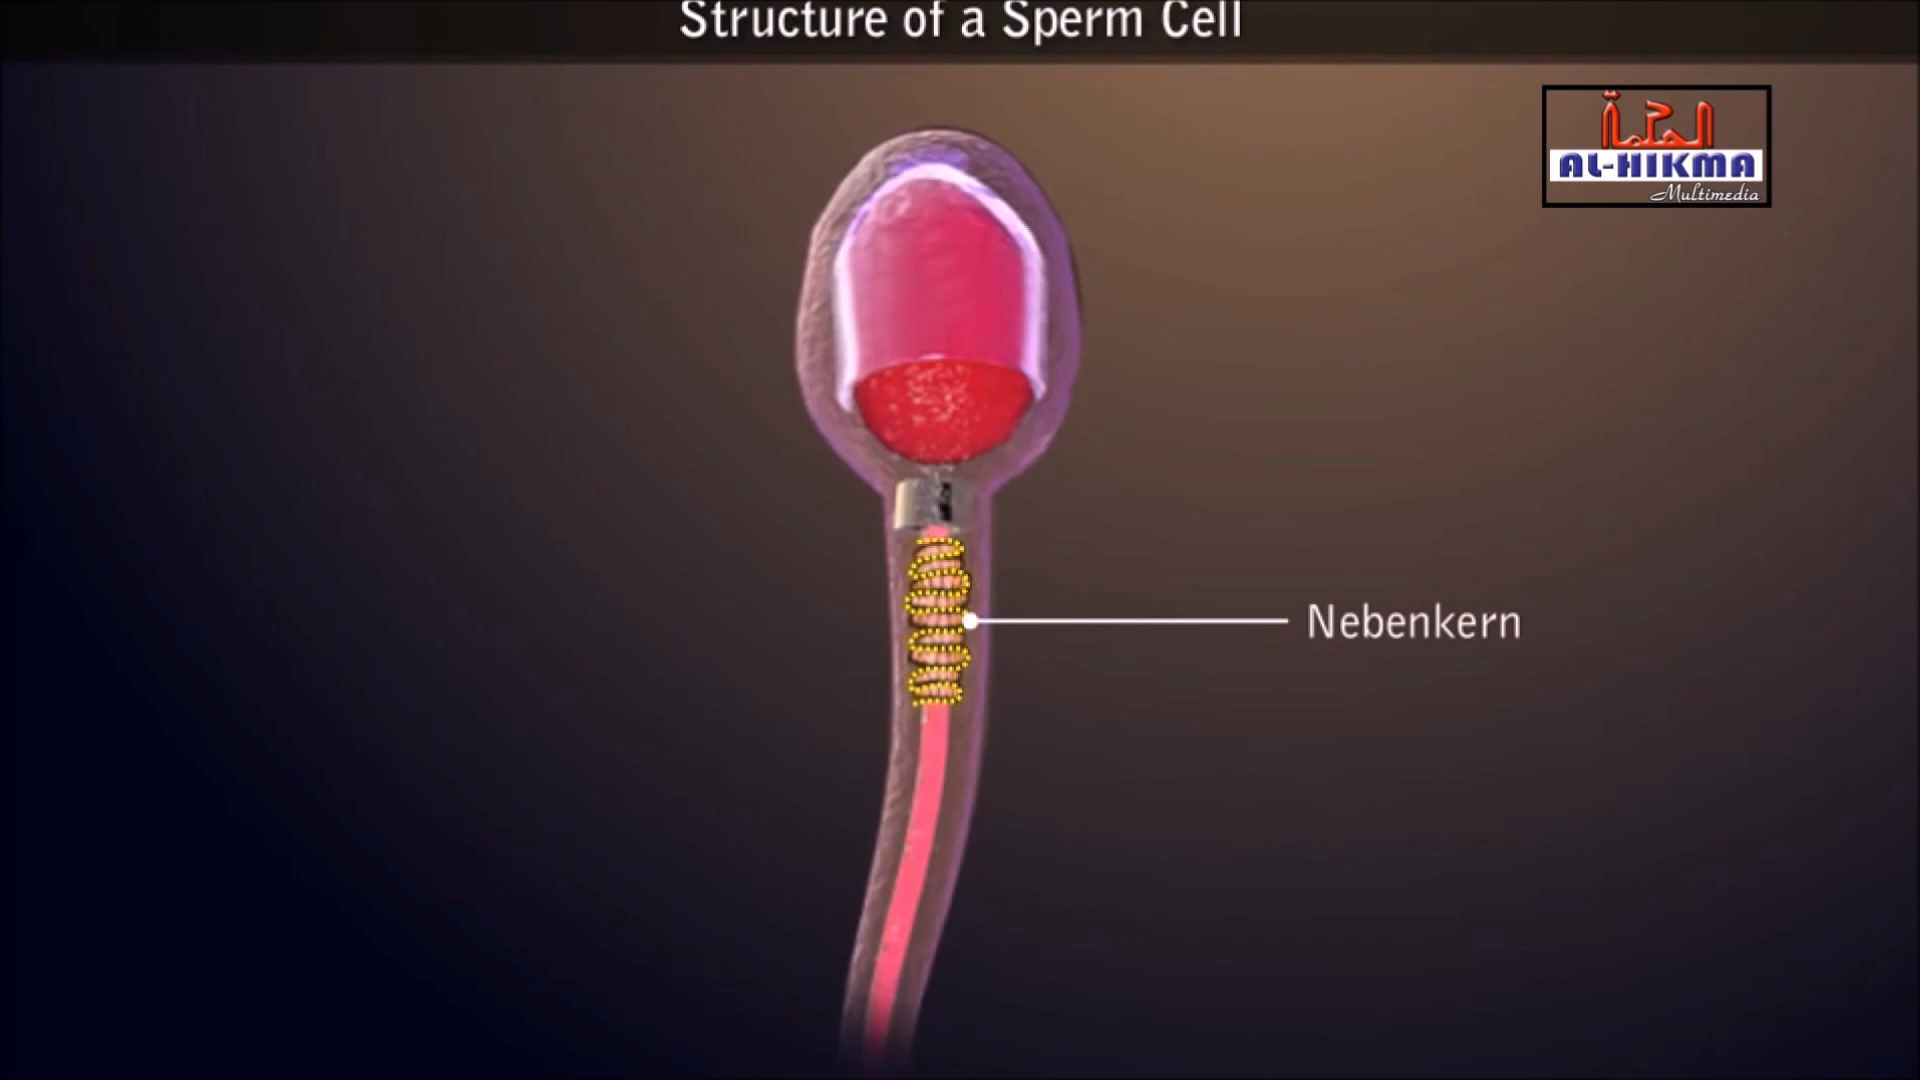 Structure of a Sperm Cell
الحكمة
AL-HIKMA
Multimedia
Nebenkern